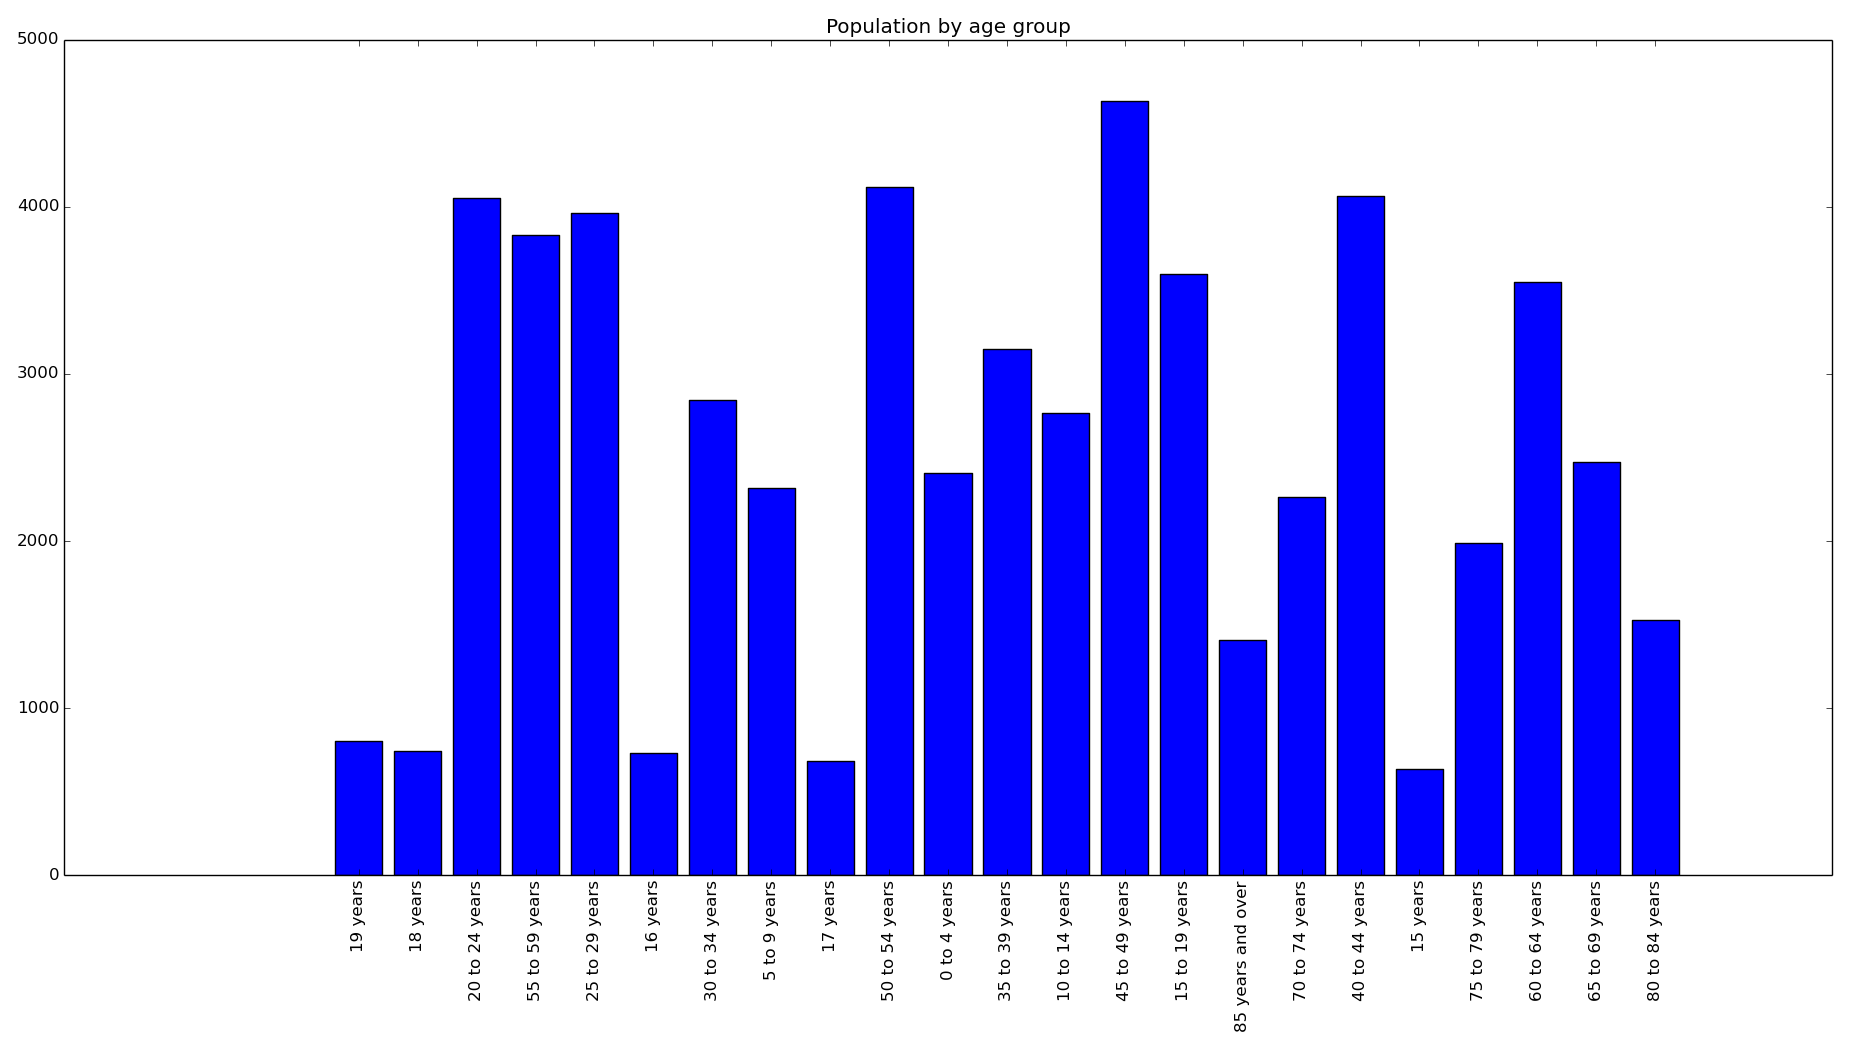 Population by age group
5000
4000
3000
2000
1000
0
19 years
18 years
20 to 24 years
55 to 59 years
25 to 29 years
16 years
30 to 34 years
5 to 9 years
17 years
50 to 54 years
0 to 4 years
35 to 39 years
10 to 14 years
45 to 49 years
15 to 19 years
85 years and over
70 to 74 years
40 to 44 years
15 years
75 to 79 years
60 to 64 years
65 to 69 years
80 to 84 years